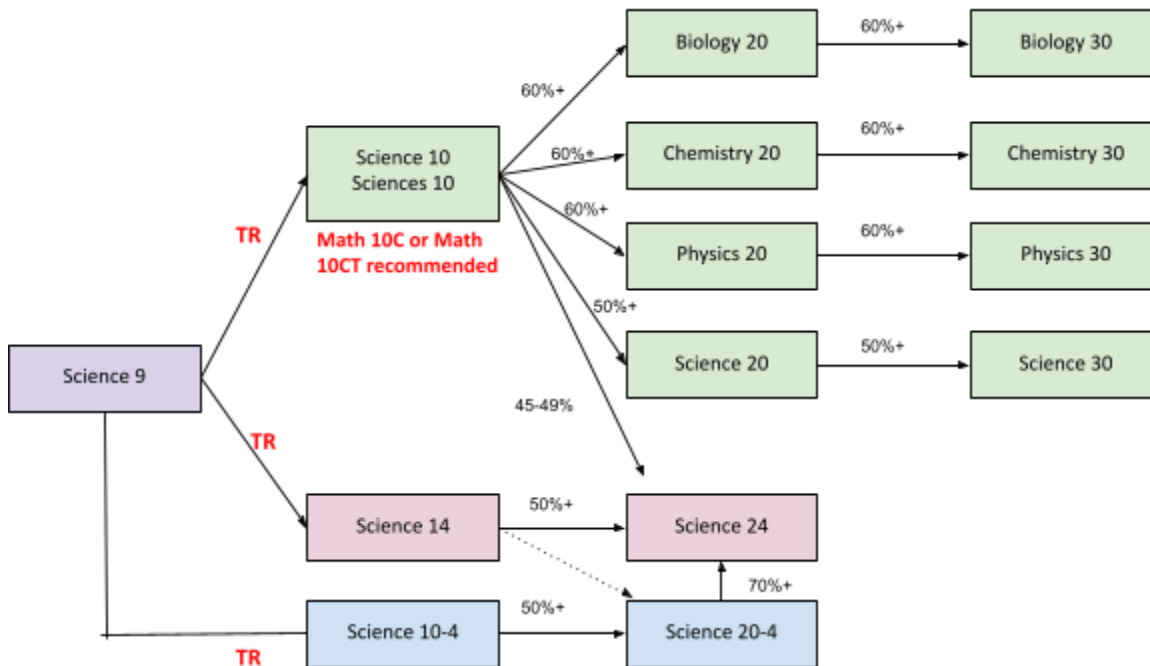 Biology 20
60%+
Biology 30
60%+
Science 10
Sciences 10
60%+
Chemistry 20
60%+
Chemistry 30
TR
Math 10C or Math
10CT recommended
60%+
Physics 20
60%+
Physics 30
50%+
Science 20
50%+
Science 30
Science 9
45-49%
TR
Science 14
50%+
Science 24
70%+
TR
Science 10-4
50%+
Science 20-4